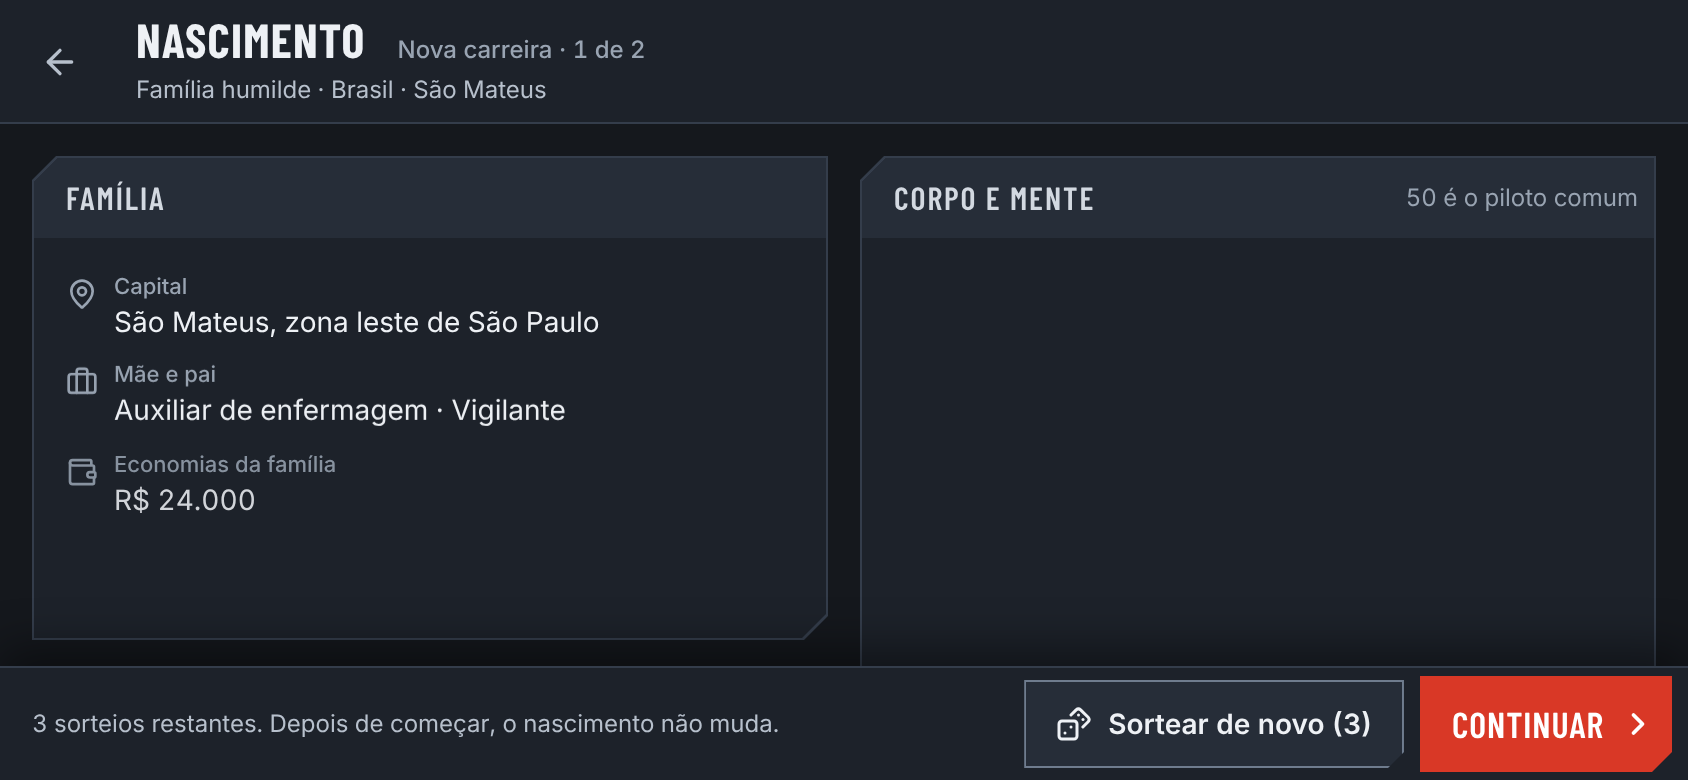 NASCIMENTO
Nova carreira · 1 de 2
Família humilde · Brasil · São Mateus
FAMÍLIA
Capital
São Mateus, zona leste de São Paulo
Mãe e pai
Auxiliar de enfermagem · Vigilante
Economias da família
R$ 24.000
CORPO E MENTE
50 é o piloto comum
3 sorteios restantes. Depois de começar, o nascimento não muda.
Sortear de novo (3)
CONTINUAR